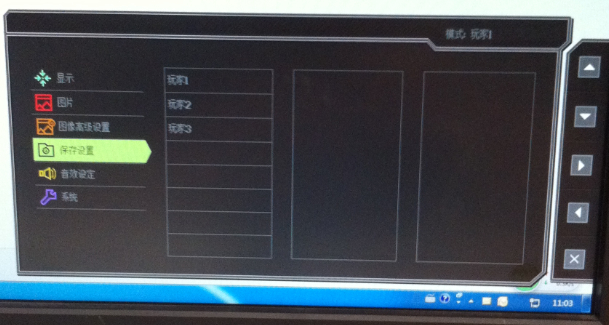 模式: 玩家1
显示
玩家1
图片
玩家2
图像高级设置
玩家3
保存设置
音效设定
系统
11:03